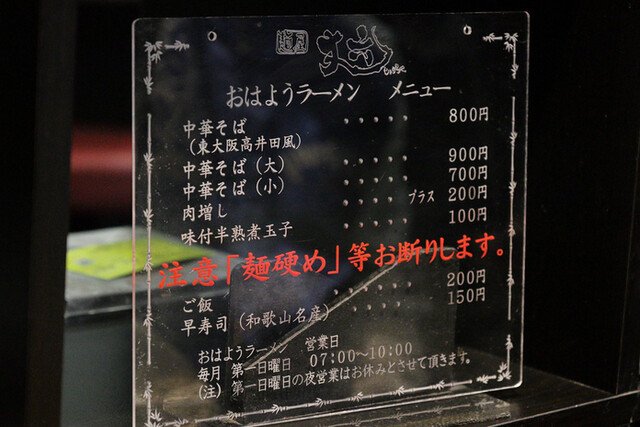 おはようラーメン メニュー
中華そば ・・・・・ 800円
(東大阪高井田風)
中華そば(大) ・・・・・ 900円
中華そば(小) ・・・・・ 700円
肉増し ・・・・・ プラス 200円
味付半熟煮玉子 ・・・・・ 100円
注意「麺硬め」等お断りします。
ご飯 ・・・・・・ 200円
早寿司(和歌山名産) ・・・・・・ 150円
おはようラーメン 営業日
毎月 第一日曜日 07:00~10:00
(注) 第一日曜日の夜営業はお休みとさせて頂きます。